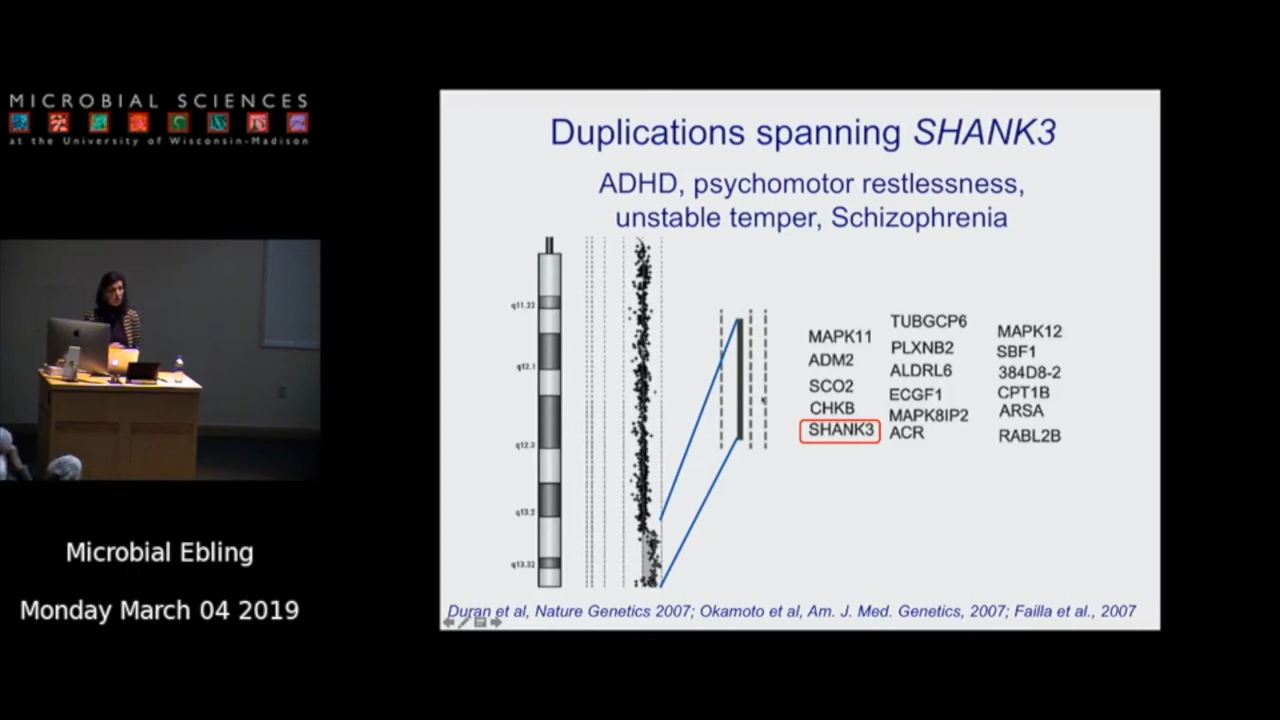 MICROBIAL SCIENCES
at the University of Wisconsin-Madison
Microbial Ebling
Monday March 04 2019
Duplications spanning SHANK3
ADHD, psychomotor restlessness,
unstable temper, Schizophrenia
q11.22
q12.1
q12.3
q13.2
q13.32
MAPK11
ADM2
SCO2
CHKB
SHANK3
TUBGCP6
PLXNB2
ALDRL6
ECGF1
MAPK8IP2
ACR
MAPK12
SBF1
384D8-2
CPT1B
ARSA
RABL2B
Duran et al, Nature Genetics 2007; Okamoto et al, Am. J. Med. Genetics, 2007; Failla et al., 2007